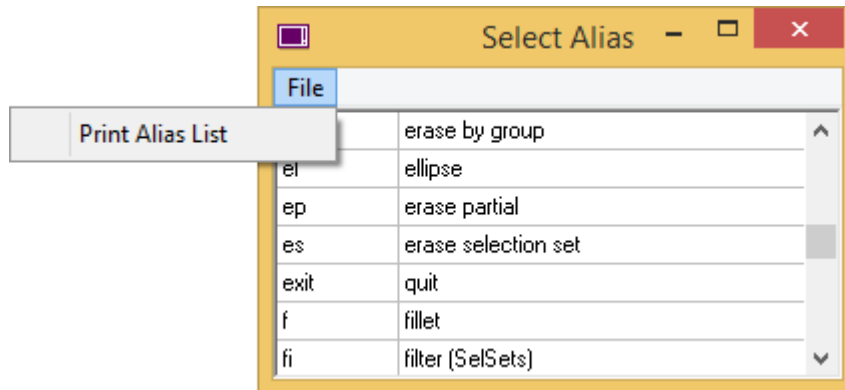 Select Alias
File
Print Alias List
erase by group
el ellipse
ep erase partial
es erase selection set
exit quit
f fillet
fi filter (SelSets)